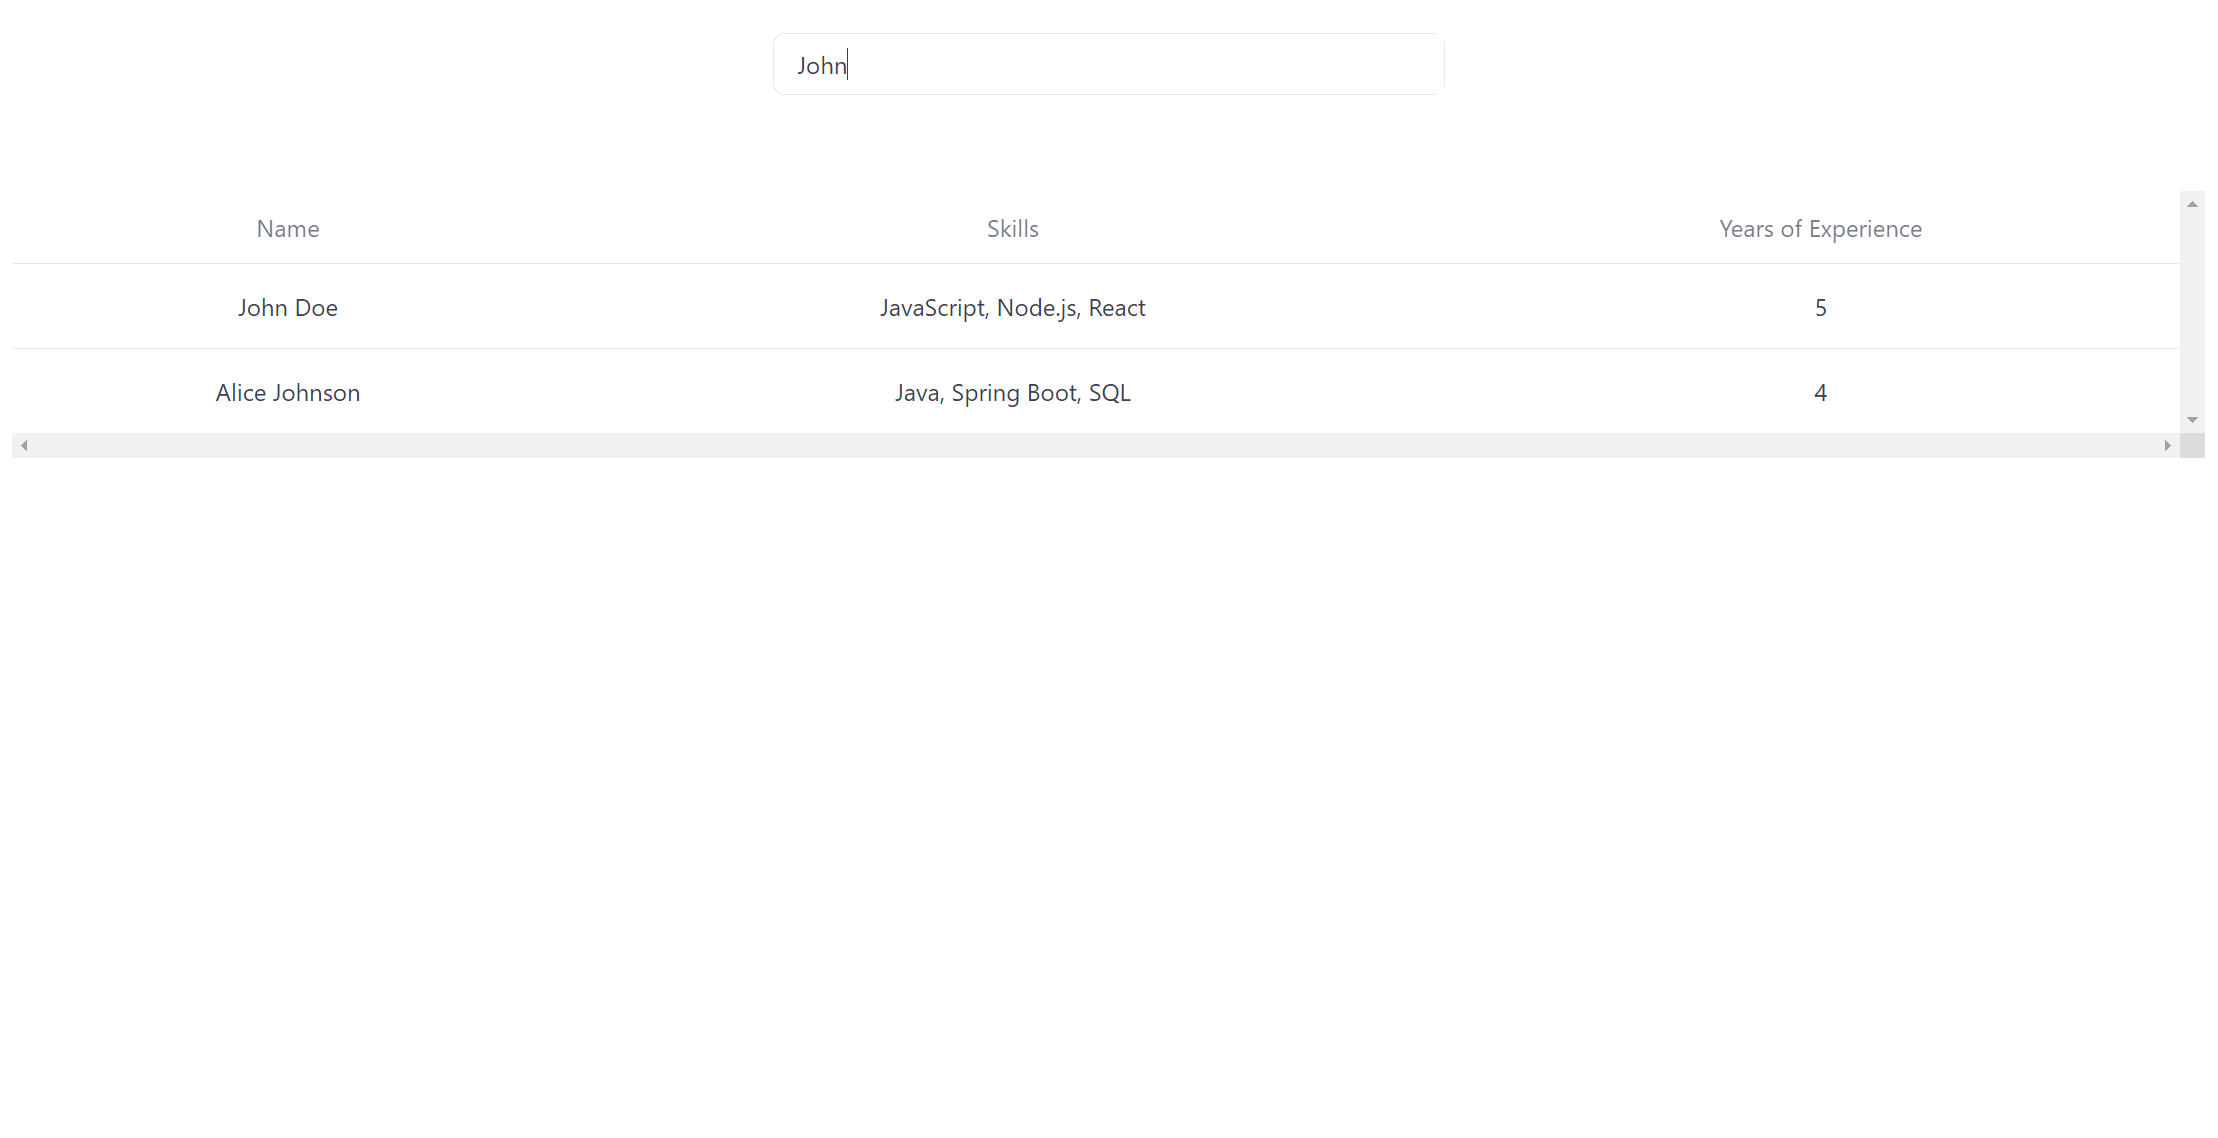 John
Name Skills Years of Experience
John Doe JavaScript, Node.js, React 5
Alice Johnson Java, Spring Boot, SQL 4